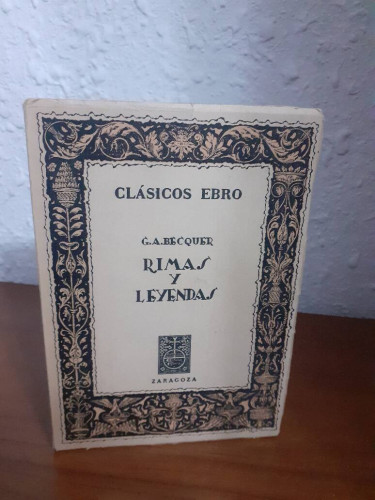 CLÁSICOS EBRO
G.A.BECQUER
RIMAS
Y
LEYENDAS
ZARAGOZA